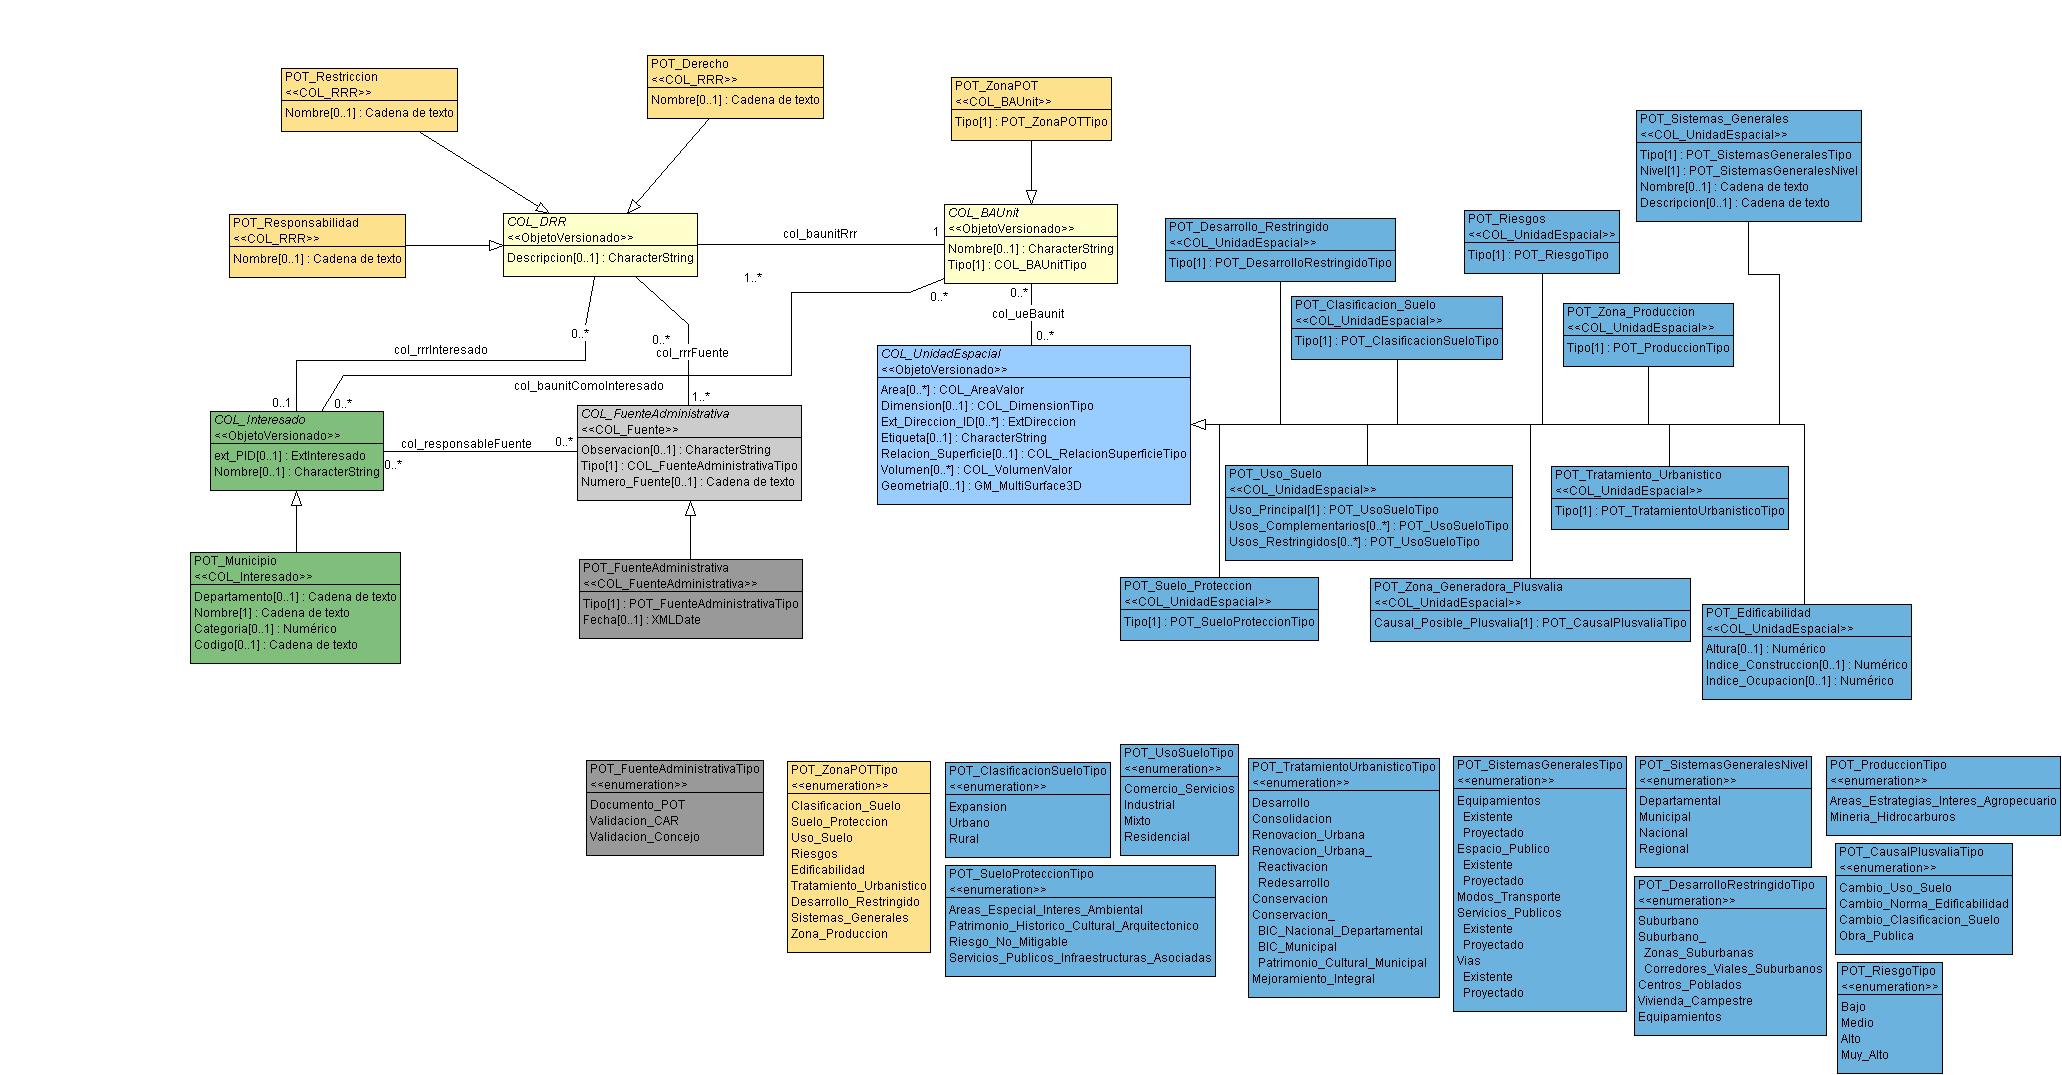 POT_Restriccion
<<COL_RRR>>
Nombre[0..1] : Cadena de texto
POT_Derecho
<<COL_RRR>>
Nombre[0..1] : Cadena de texto
POT_ZonaPOT
<<COL_BAUnit>>
Tipo[1] : POT_ZonaPOTTipo
POT_Sistemas_Generales
<<COL_UnidadEspacial>>
Tipo[1] : POT_SistemasGeneralesTipo
Nivel[1] : POT_SistemasGeneralesNivel
Nombre[0..1] : Cadena de texto
Descripcion[0..1] : Cadena de texto
POT_Responsabilidad
<<COL_RRR>>
Nombre[0..1] : Cadena de texto
COL_DRR
<<ObjetoVersionado>>
Descripcion[0..1] : CharacterString
col_baunitRrr
1
1..*
COL_BAUnit
<<ObjetoVersionado>>
Nombre[0..1] : CharacterString
Tipo[1] : COL_BAUnitTipo
POT_Desarrollo_Restringido
<<COL_UnidadEspacial>>
Tipo[1] : POT_DesarrolloRestringidoTipo
POT_Riesgos
<<COL_UnidadEspacial>>
Tipo[1] : POT_RiesgoTipo
POT_Clasificacion_Suelo
<<COL_UnidadEspacial>>
Tipo[1] : POT_ClasificacionSueloTipo
POT_Zona_Produccion
<<COL_UnidadEspacial>>
Tipo[1] : POT_ProduccionTipo
0..*
0..*
col_ueBaunit
0..*
0..*
col_rrrInteresado
0..1
0..*
col_rrrFuente
1..*
col_baunitComoInteresado
0..*
COL_UnidadEspacial
<<ObjetoVersionado>>
Area[0..*] : COL_AreaValor
Dimension[0..1] : COL_DimensionTipo
Ext_Direccion_ID[0..*] : ExtDireccion
Etiqueta[0..1] : CharacterString
Relacion_Superficie[0..1] : COL_RelacionSuperficieTipo
Volumen[0..*] : COL_VolumenValor
Geometria[0..1] : GM_MultiSurface3D
COL_Interesado
<<ObjetoVersionado>>
ext_PID[0..1] : ExtInteresado
Nombre[0..1] : CharacterString
col_responsableFuente
0..*
0..*
COL_FuenteAdministrativa
<<COL_Fuente>>
Observacion[0..1] : CharacterString
Tipo[1] : COL_FuenteAdministrativaTipo
Numero_Fuente[0..1] : Cadena de texto
POT_Uso_Suelo
<<COL_UnidadEspacial>>
Uso_Principal[1] : POT_UsoSueloTipo
Usos_Complementarios[0..*] : POT_UsoSueloTipo
Usos_Restringidos[0..*] : POT_UsoSueloTipo
POT_Tratamiento_Urbanistico
<<COL_UnidadEspacial>>
Tipo[1] : POT_TratamientoUrbanisticoTipo
POT_Municipio
<<COL_Interesado>>
Departamento[0..1] : Cadena de texto
Nombre[1] : Cadena de texto
Categoria[0..1] : Numérico
Codigo[0..1] : Cadena de texto
POT_FuenteAdministrativa
<<COL_FuenteAdministrativa>>
Tipo[1] : POT_FuenteAdministrativaTipo
Fecha[0..1] : XMLDate
POT_Suelo_Proteccion
<<COL_UnidadEspacial>>
Tipo[1] : POT_SueloProteccionTipo
POT_Zona_Generadora_Plusvalia
<<COL_UnidadEspacial>>
Causal_Posible_Plusvalia[1] : POT_CausalPlusvaliaTipo
POT_Edificabilidad
<<COL_UnidadEspacial>>
Altura[0..1] : Numérico
Indice_Construccion[0..1] : Numérico
Indice_Ocupacion[0..1] : Numérico
POT_FuenteAdministrativaTipo
<<enumeration>>
Documento_POT
Validacion_CAR
Validacion_Concejo
POT_ZonaPOTTipo
<<enumeration>>
Clasificacion_Suelo
Suelo_Proteccion
Uso_Suelo
Riesgos
Edificabilidad
Tratamiento_Urbanistico
Desarrollo_Restringido
Sistemas_Generales
Zona_Produccion
POT_ClasificacionSueloTipo
<<enumeration>>
Expansion
Urbano
Rural
POT_SueloProteccionTipo
<<enumeration>>
Areas_Especial_Interes_Ambiental
Patrimonio_Historico_Cultural_Arquitectonico
Riesgo_No_Mitigable
Servicios_Publicos_Infraestructuras_Asociadas
POT_UsoSueloTipo
<<enumeration>>
Comercio_Servicios
Industrial
Mixto
Residencial
POT_TratamientoUrbanisticoTipo
<<enumeration>>
Desarrollo
Consolidacion
Renovacion_Urbana
Renovacion_Urbana_
Reactivacion
Redesarrollo
Conservacion
Conservacion_
BIC_Nacional_Departamental
BIC_Municipal
Patrimonio_Cultural_Municipal
Mejoramiento_Integral
POT_SistemasGeneralesTipo
<<enumeration>>
Equipamientos
Existente
Proyectado
Espacio_Publico
Existente
Proyectado
Modos_Transporte
Servicios_Publicos
Existente
Proyectado
Vias
Existente
Proyectado
POT_SistemasGeneralesNivel
<<enumeration>>
Departamental
Municipal
Nacional
Regional
POT_DesarrolloRestringidoTipo
<<enumeration>>
Suburbano
Suburbano_
Zonas_Suburbanas
Corredores_Viales_Suburbanos
Centros_Poblados
Vivienda_Campestre
Equipamientos
POT_ProduccionTipo
<<enumeration>>
Areas_Estrategias_Interes_Agropecuario
Mineria_Hidrocarburos
POT_CausalPlusvaliaTipo
<<enumeration>>
Cambio_Uso_Suelo
Cambio_Norma_Edificabilidad
Cambio_Clasificacion_Suelo
Obra_Publica
POT_RiesgoTipo
<<enumeration>>
Bajo
Medio
Alto
Muy_Alto